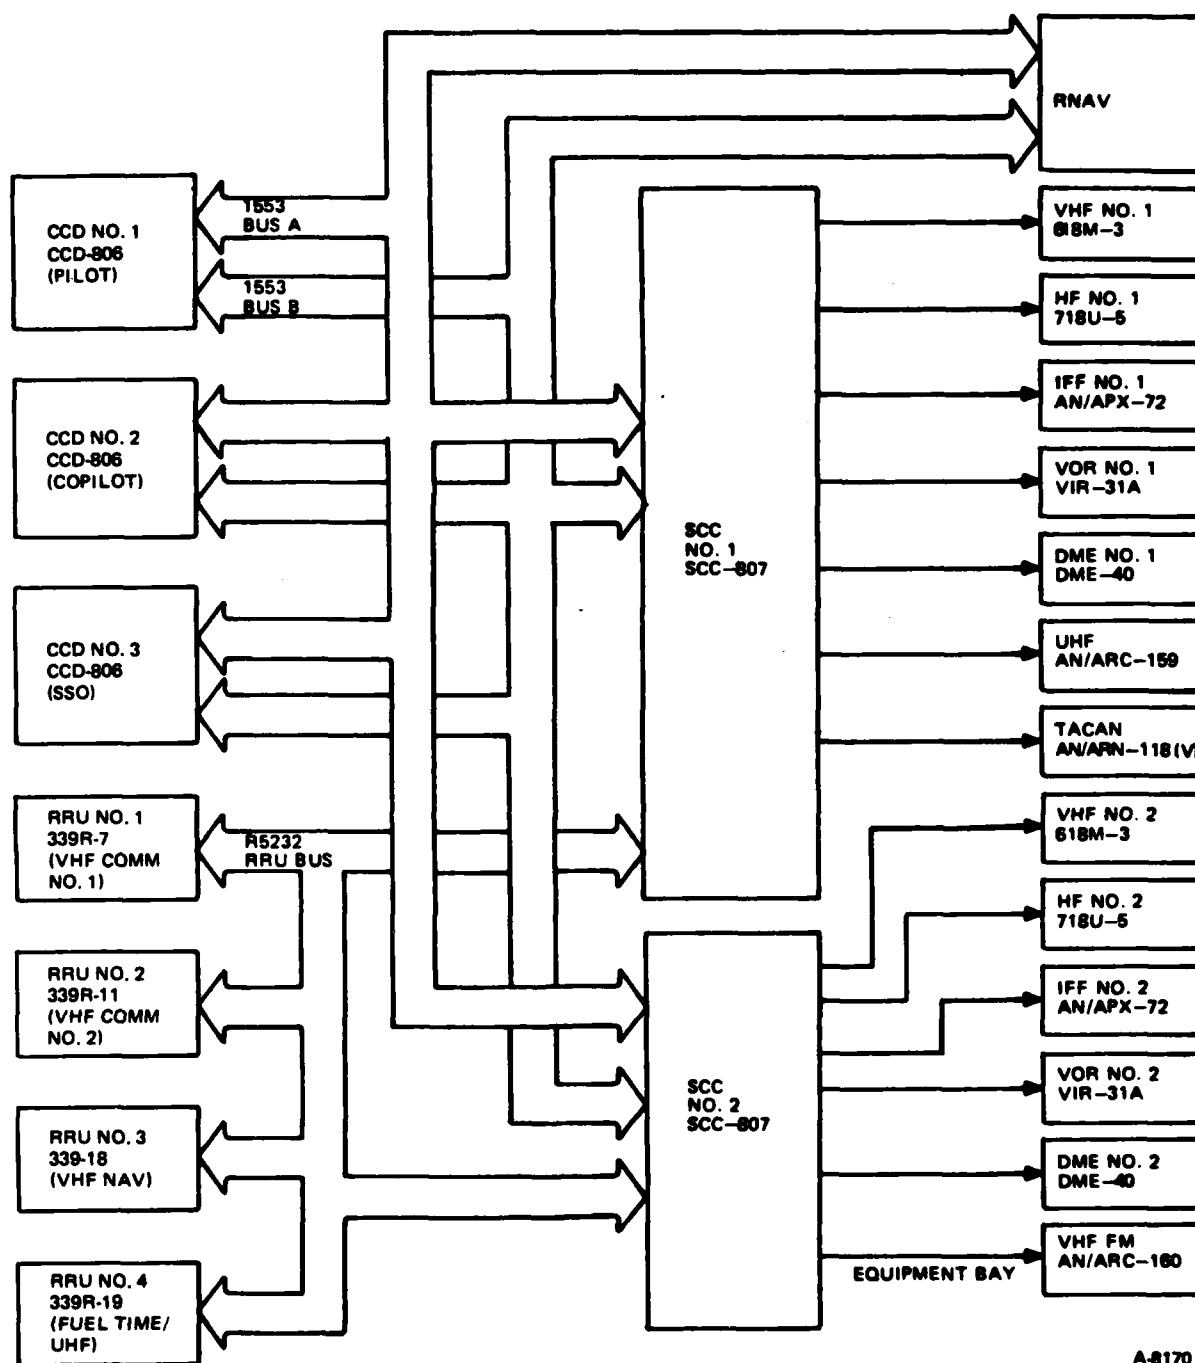 RNAV
CCD NO. 1
CCD-806
(PILOT)
1553
BUS A
1553
BUS B
VHF NO. 1
618M-3
HF NO. 1
718U-5
IFF NO. 1
AN/APX-72
CCD NO. 2
CCD-806
(COPILOT)
VOR NO. 1
VIR-31A
SCC
NO. 1
SCC-807
DME NO. 1
DME-40
CCD NO. 3
CCD-806
(SSO)
UHF
AN/ARC-159
TACAN
AN/ARN-118(V
RRU NO. 1
339R-7
(VHF COMM
NO. 1)
R5232
RRU BUS
VHF NO. 2
618M-3
HF NO. 2
718U-5
RRU NO. 2
339R-11
(VHF COMM
NO. 2)
IFF NO. 2
AN/APX-72
SCC
NO. 2
SCC-807
VOR NO. 2
VIR-31A
RRU NO. 3
339-18
(VHF NAV)
DME NO. 2
DME-40
VHF FM
AN/ARC-160
EQUIPMENT BAY
RRU NO. 4
339R-19
(FUEL TIME/
UHF)
A-8170